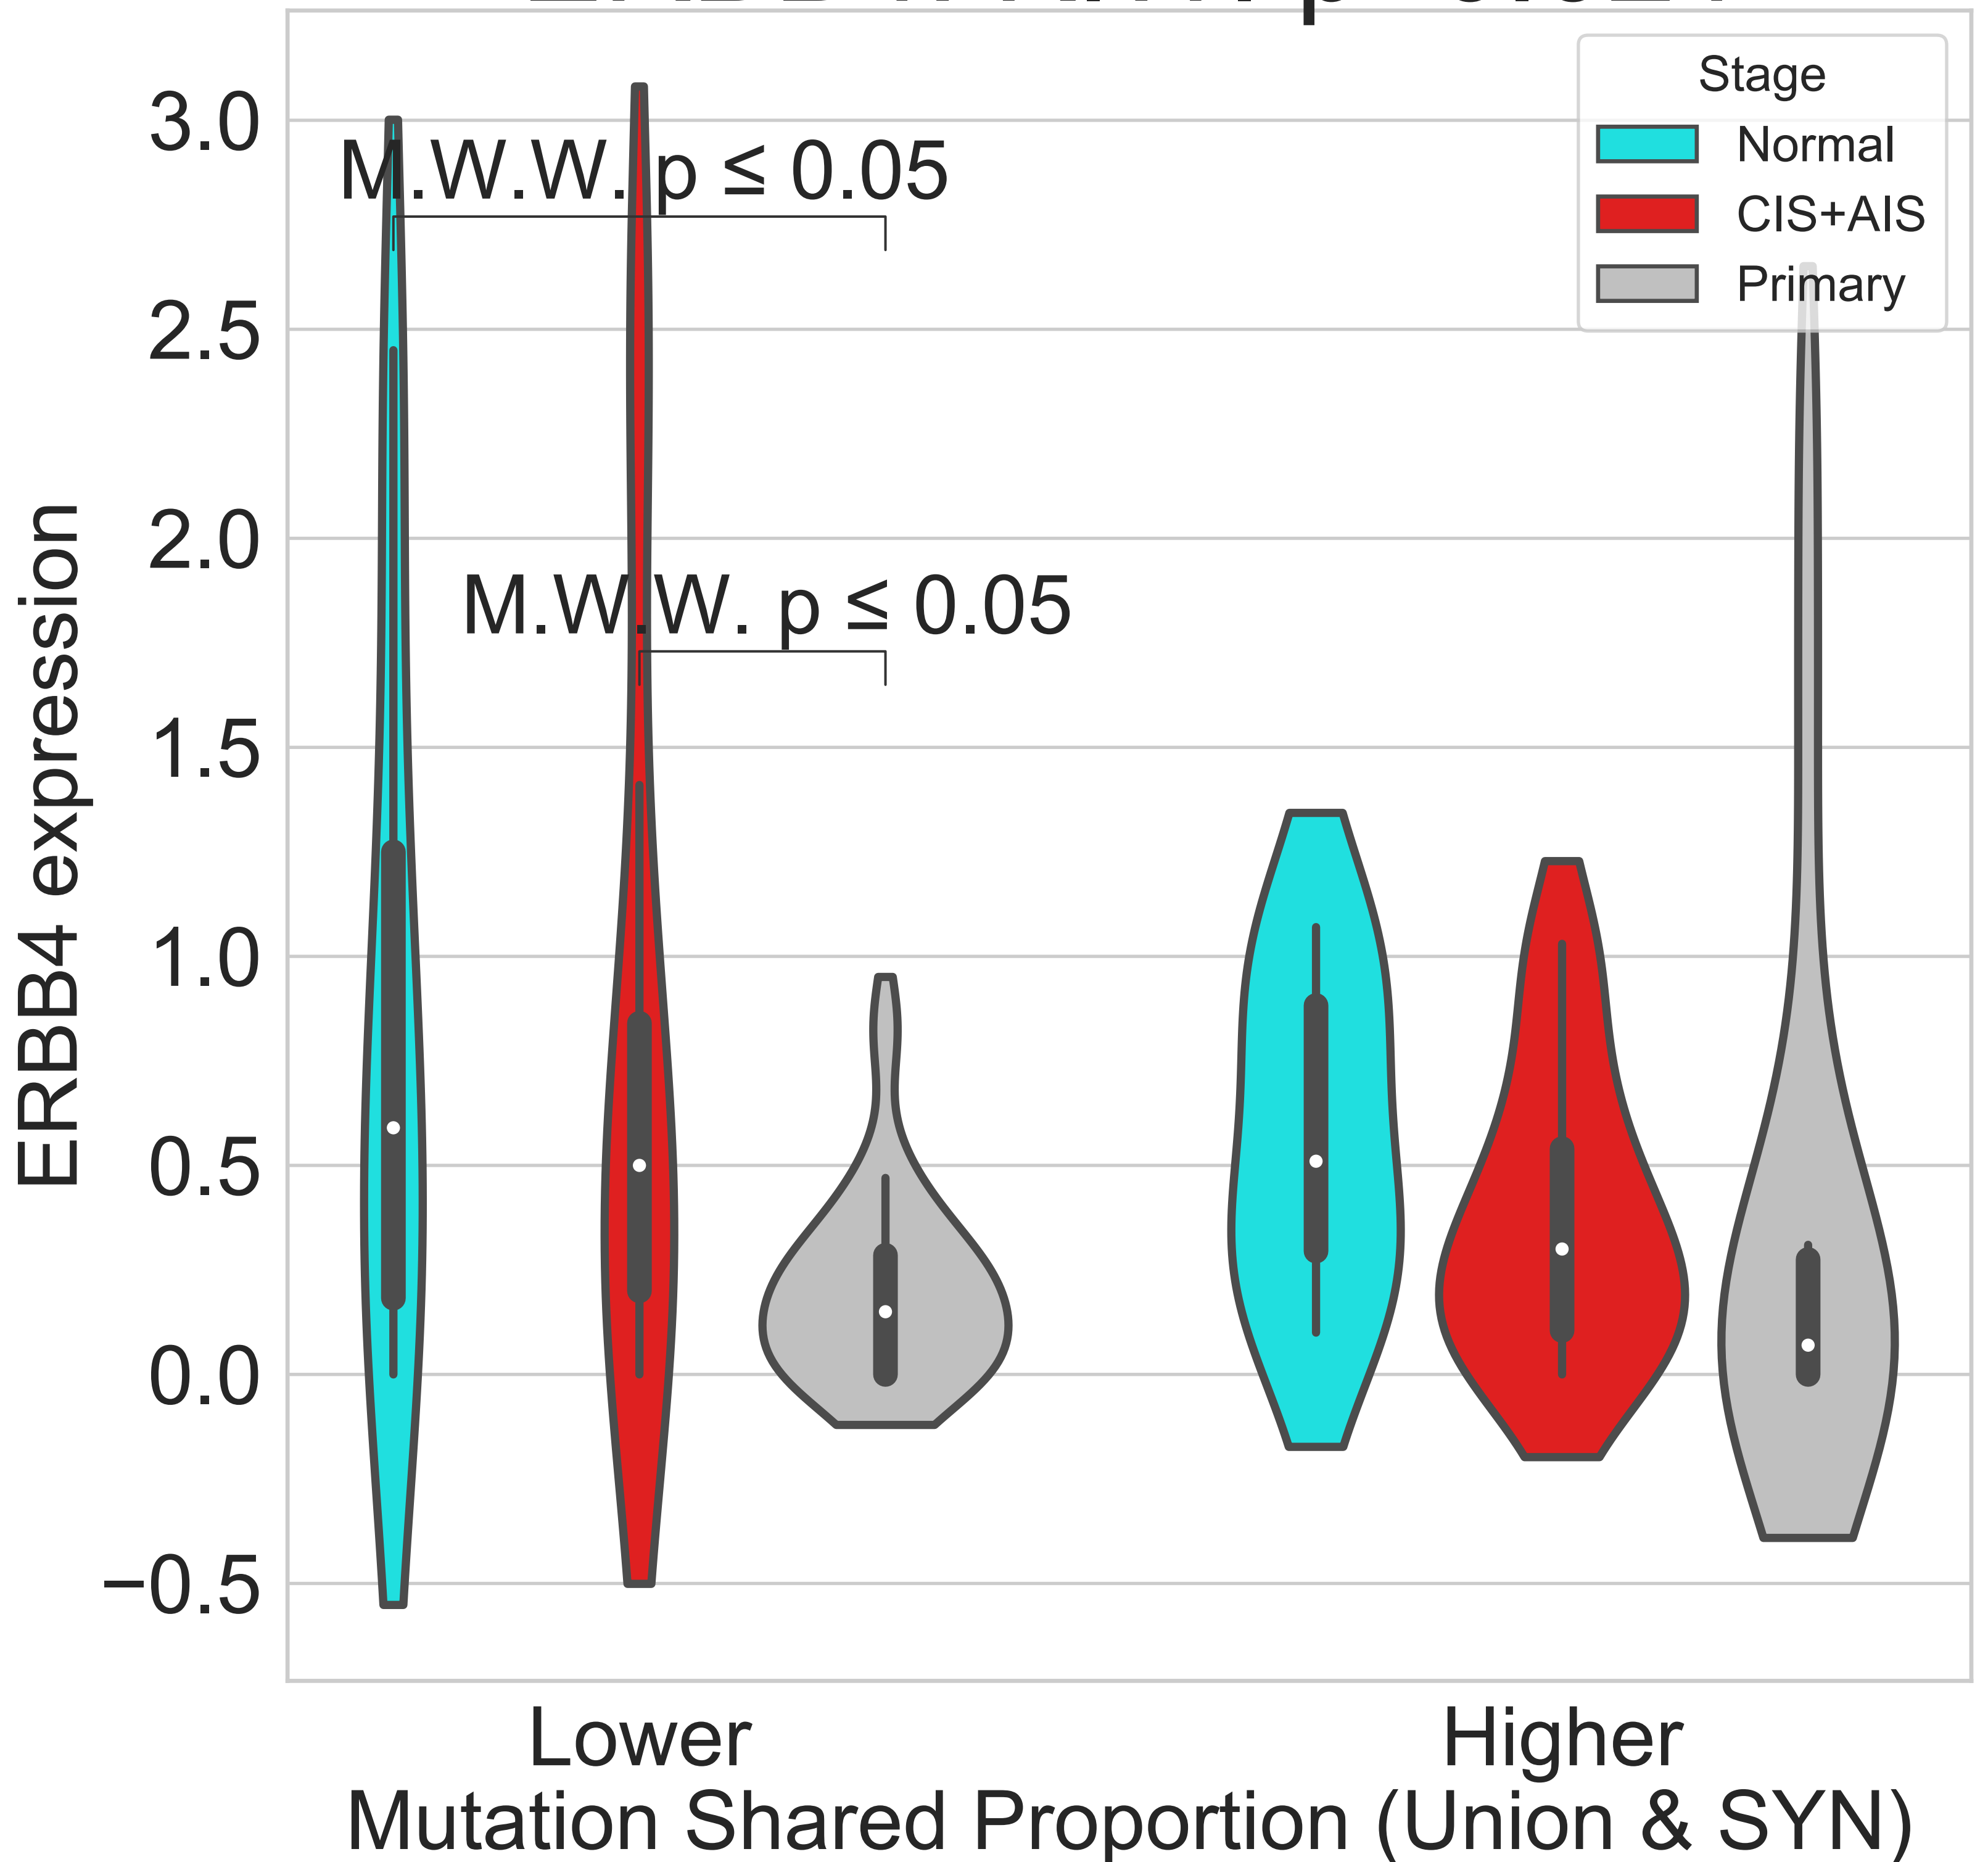 Stage
Normal
CIS+AIS
Primary
M.W.W. p ≤ 0.05
M.W.W. p ≤ 0.05
3.0
2.5
2.0
1.5
1.0
0.5
0.0
−0.5
ERBB4 expression
Lower
Higher
Mutation Shared Proportion (Union & SYN)